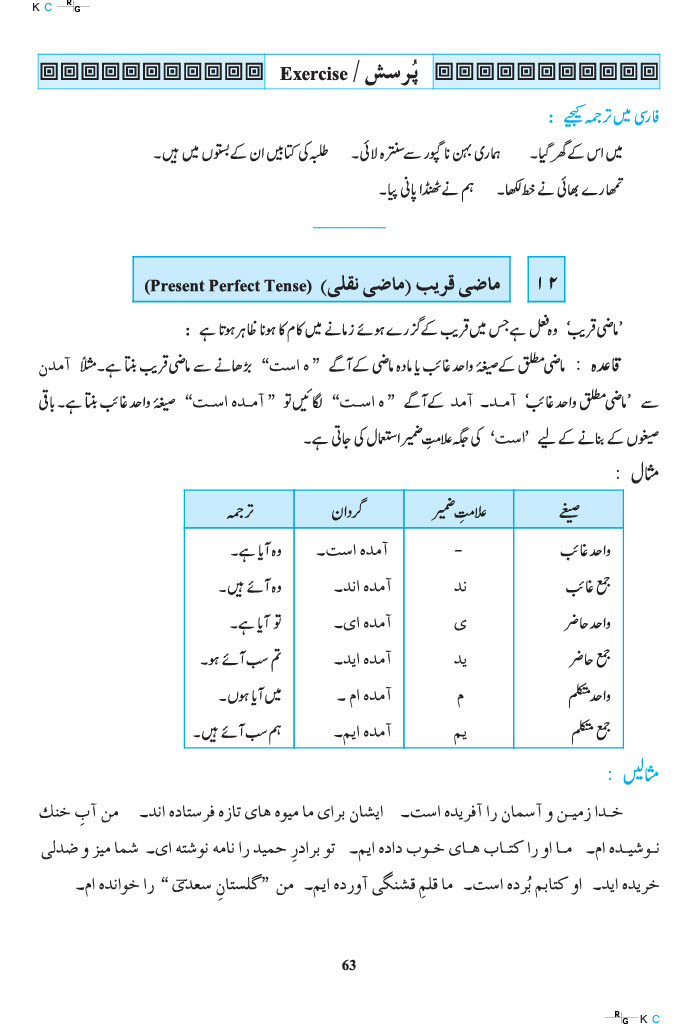 K C R G
Exercise / پُرسش
فارسی میں ترجمہ کیجیے :
میں اس کے گھر گیا۔ ہماری بہن ناگپور سے سنترہ لائی۔ طلبہ کی کتابیں ان کے بستوں میں ہیں۔
تمھارے بھائی نے خط لکھا۔ ہم نے ٹھنڈا پانی پیا۔
۱۲ ماضی قریب (ماضی نقلی) (Present Perfect Tense)
’ماضی قریب‘ وہ فعل ہے جس میں قریب کے گزرے ہوئے زمانے میں کام کا ہونا ظاہر ہوتا ہے :
قاعدہ : ماضی مطلق کے صیغۂ واحد غائب یا مادہ ماضی کے آگے ”ہ است“ بڑھانے سے ماضی قریب بنتا ہے۔ مثلاً آمدن
سے ’ماضی مطلق واحد غائب‘ آمد۔ آمد کے آگے ”ہ است“ لگائیں تو ”آمدہ است“ صیغۂ واحد غائب بنتا ہے۔ باقی
صیغوں کے بنانے کے لیے ’است‘ کی جگہ علامتِ ضمیر استعمال کی جاتی ہے۔
مثال :
صیغے علامتِ ضمیر گردان ترجمہ
واحد غائب - آمدہ است۔ وہ آیا ہے۔
جمع غائب ند آمدہ اند۔ وہ آئے ہیں۔
واحد حاضر ی آمدہ ای۔ تو آیا ہے۔
جمع حاضر ید آمدہ اید۔ تم سب آئے ہو۔
واحد متکلم م آمدہ ام ۔ میں آیا ہوں۔
جمع متکلم یم آمدہ ایم۔ ہم سب آئے ہیں۔
مثالیں :
خدا زمین و آسمان را آفریدہ است۔ ایشان برای ما میوہ ھای تازہ فرستادہ اند۔ من آبِ خنك
نوشیدہ ام۔ ما او را کتاب ھای خوب دادہ ایم۔ تو برادرِ حمید را نامہ نوشتہ ای۔ شما میز و صندلی
خریدہ اید۔ او کتابم بُردہ است۔ ما قلمِ قشنگی آوردہ ایم۔ من ”گلستانِ سعدیؔ“ را خواندہ ام۔
63
R G K C